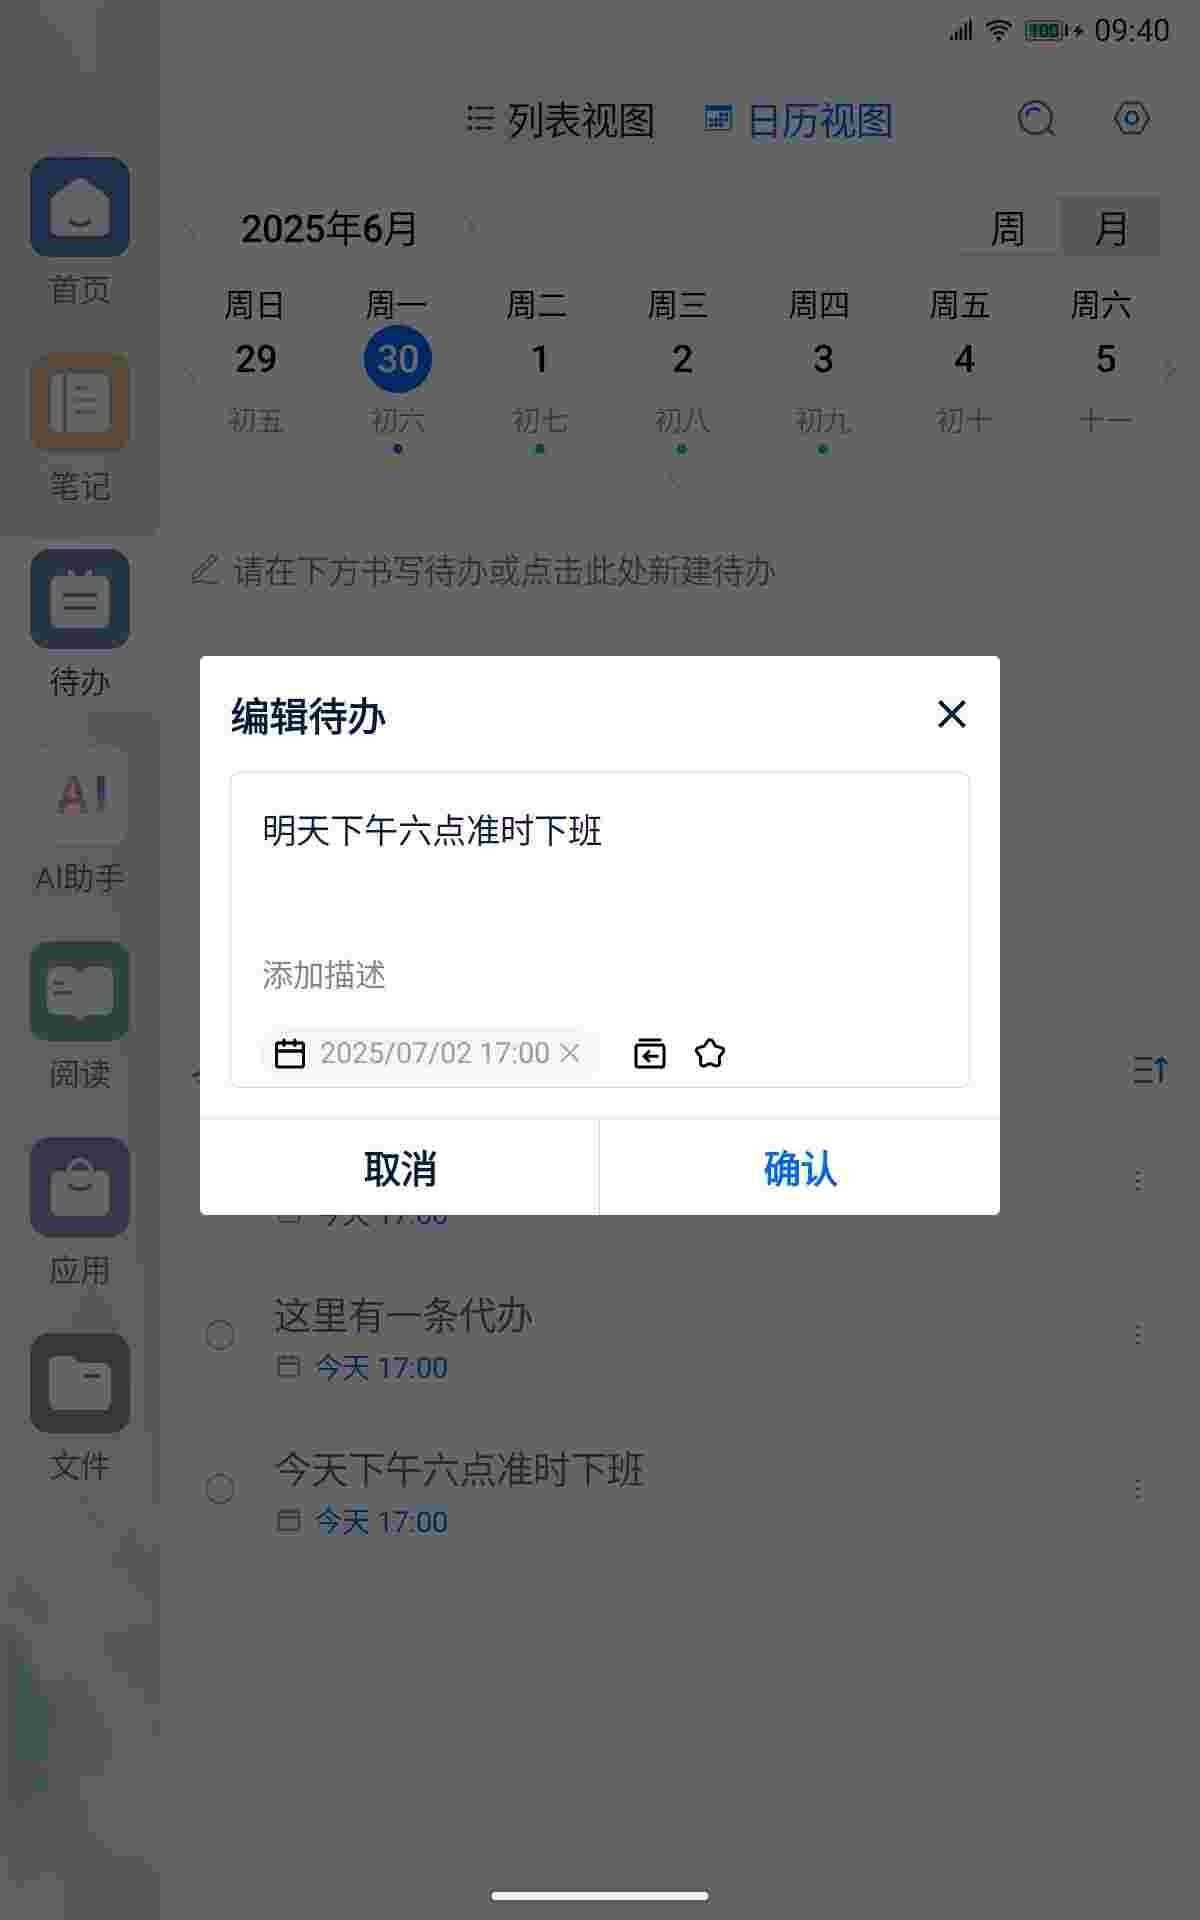 100 09:40
列表视图 日历视图
2025年6月 周 月
周日 周一 周二 周三 周四 周五 周六
29 30 1 2 3 4 5
初五 初六 初七 初八 初九 初十 十一
请在下方书写待办或点击此处新建待办
首页
笔记
待办
AI
AI助手
阅读
应用
文件
编辑待办
明天下午六点准时下班
添加描述
2025/07/02 17:00
取消 确认
今天 17:00
这里有一条代办
今天 17:00
今天下午六点准时下班
今天 17:00